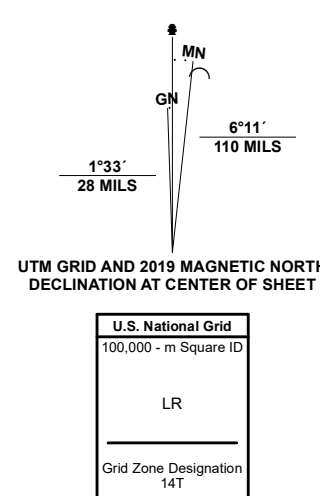 MN
GN
6°11´
110 MILS
1°33´
28 MILS
UTM GRID AND 2019 MAGNETIC NORTH
DECLINATION AT CENTER OF SHEET
U.S. National Grid
100,000 - m Square ID
LR
Grid Zone Designation
14T